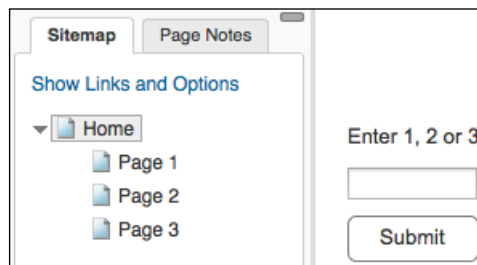 Sitemap
Page Notes
Show Links and Options
Home
Page 1
Page 2
Page 3
Enter 1, 2 or 3
Submit